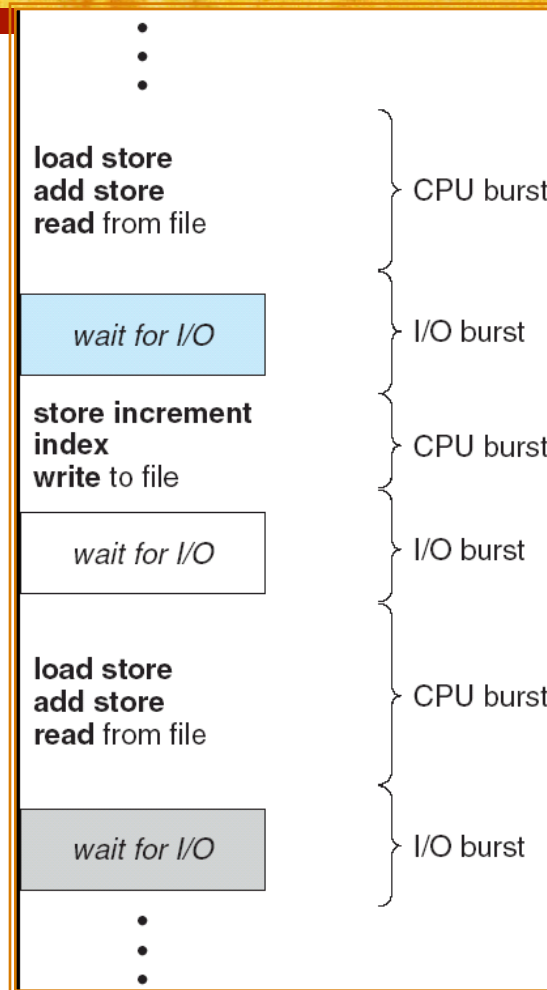 load store
add store
read from file
CPU burst
wait for I/O
I/O burst
store increment
index
write to file
CPU burst
wait for I/O
I/O burst
load store
add store
read from file
CPU burst
wait for I/O
I/O burst